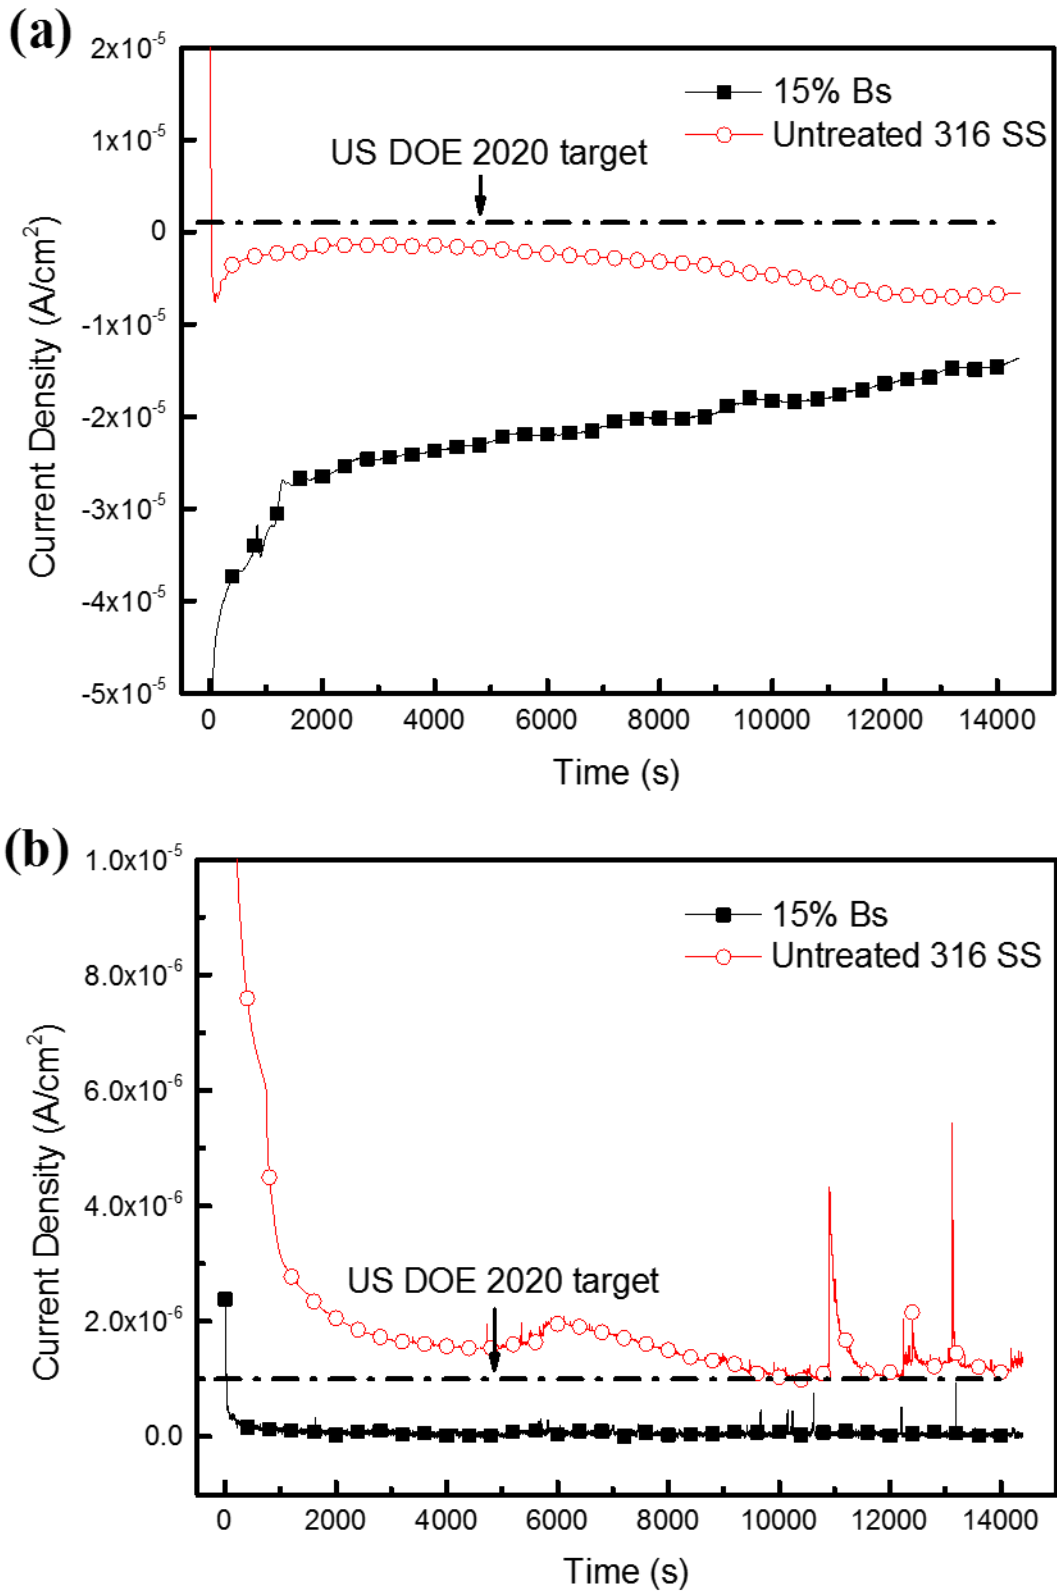 (a)
2x10⁻⁵
1x10⁻⁵
0
-1x10⁻⁵
-2x10⁻⁵
-3x10⁻⁵
-4x10⁻⁵
-5x10⁻⁵
Current Density (A/cm²)
15% Bs
Untreated 316 SS
US DOE 2020 target
0 2000 4000 6000 8000 10000 12000 14000
Time (s)
(b)
1.0x10⁻⁵
8.0x10⁻⁶
6.0x10⁻⁶
4.0x10⁻⁶
2.0x10⁻⁶
0.0
Current Density (A/cm²)
15% Bs
Untreated 316 SS
US DOE 2020 target
0 2000 4000 6000 8000 10000 12000 14000
Time (s)